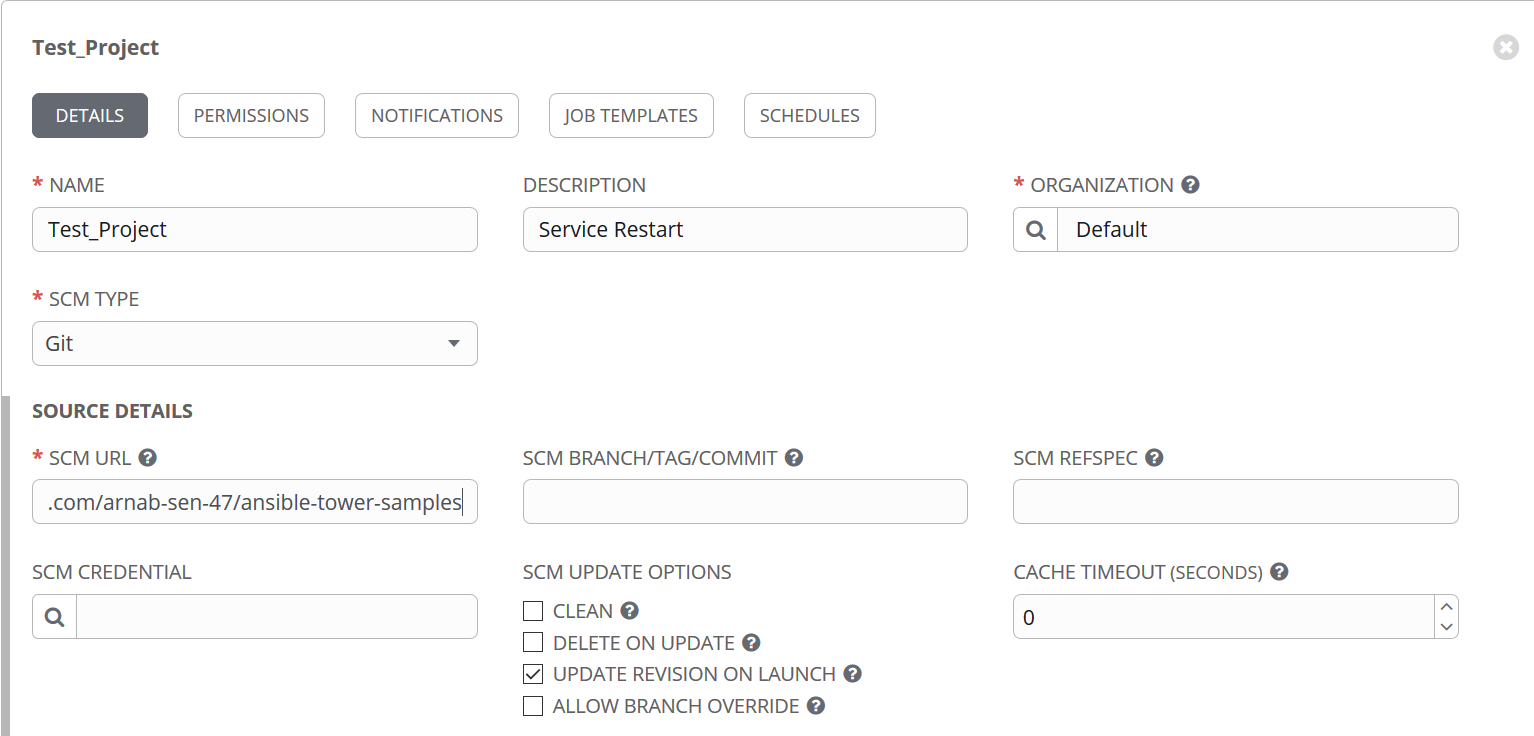 Test_Project
DETAILS PERMISSIONS NOTIFICATIONS JOB TEMPLATES SCHEDULES
* NAME DESCRIPTION * ORGANIZATION ?
Test_Project Service Restart Default
* SCM TYPE
Git
SOURCE DETAILS
* SCM URL ? SCM BRANCH/TAG/COMMIT ? SCM REFSPEC ?
.com/arnab-sen-47/ansible-tower-samples
SCM CREDENTIAL SCM UPDATE OPTIONS CACHE TIMEOUT (SECONDS) ?
CLEAN ?
0
DELETE ON UPDATE ?
UPDATE REVISION ON LAUNCH ?
ALLOW BRANCH OVERRIDE ?